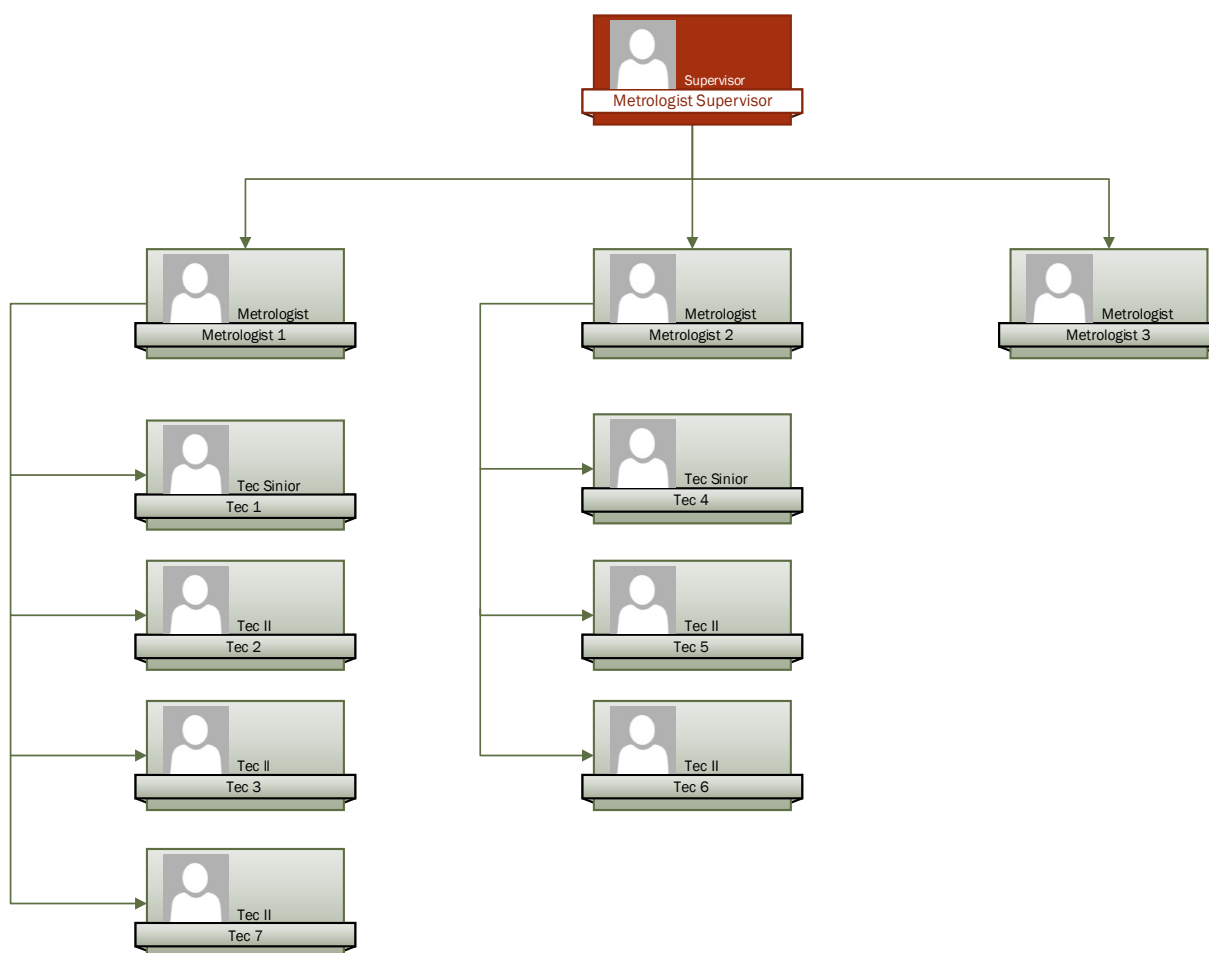 Supervisor
Metrologist Supervisor
Metrologist
Metrologist 1
Metrologist
Metrologist 2
Metrologist
Metrologist 3
Tec Sinior
Tec 1
Tec Sinior
Tec 4
Tec II
Tec 2
Tec II
Tec 5
Tec II
Tec 3
Tec II
Tec 6
Tec II
Tec 7